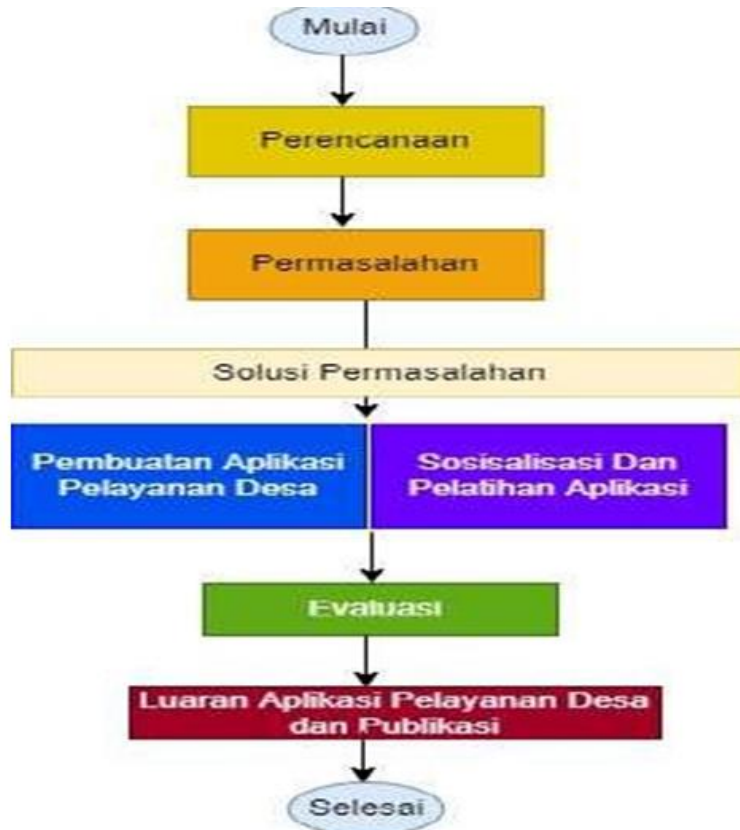 Mulai
Perencanaan
Permasalahan
Solusi Permasalahan
Pembuatan Aplikasi
Pelayanan Desa
Sosisalisasi Dan
Pelatihan Aplikasi
Evaluasi
Luaran Aplikasi Pelayanan Desa
dan Publikasi
Selesai